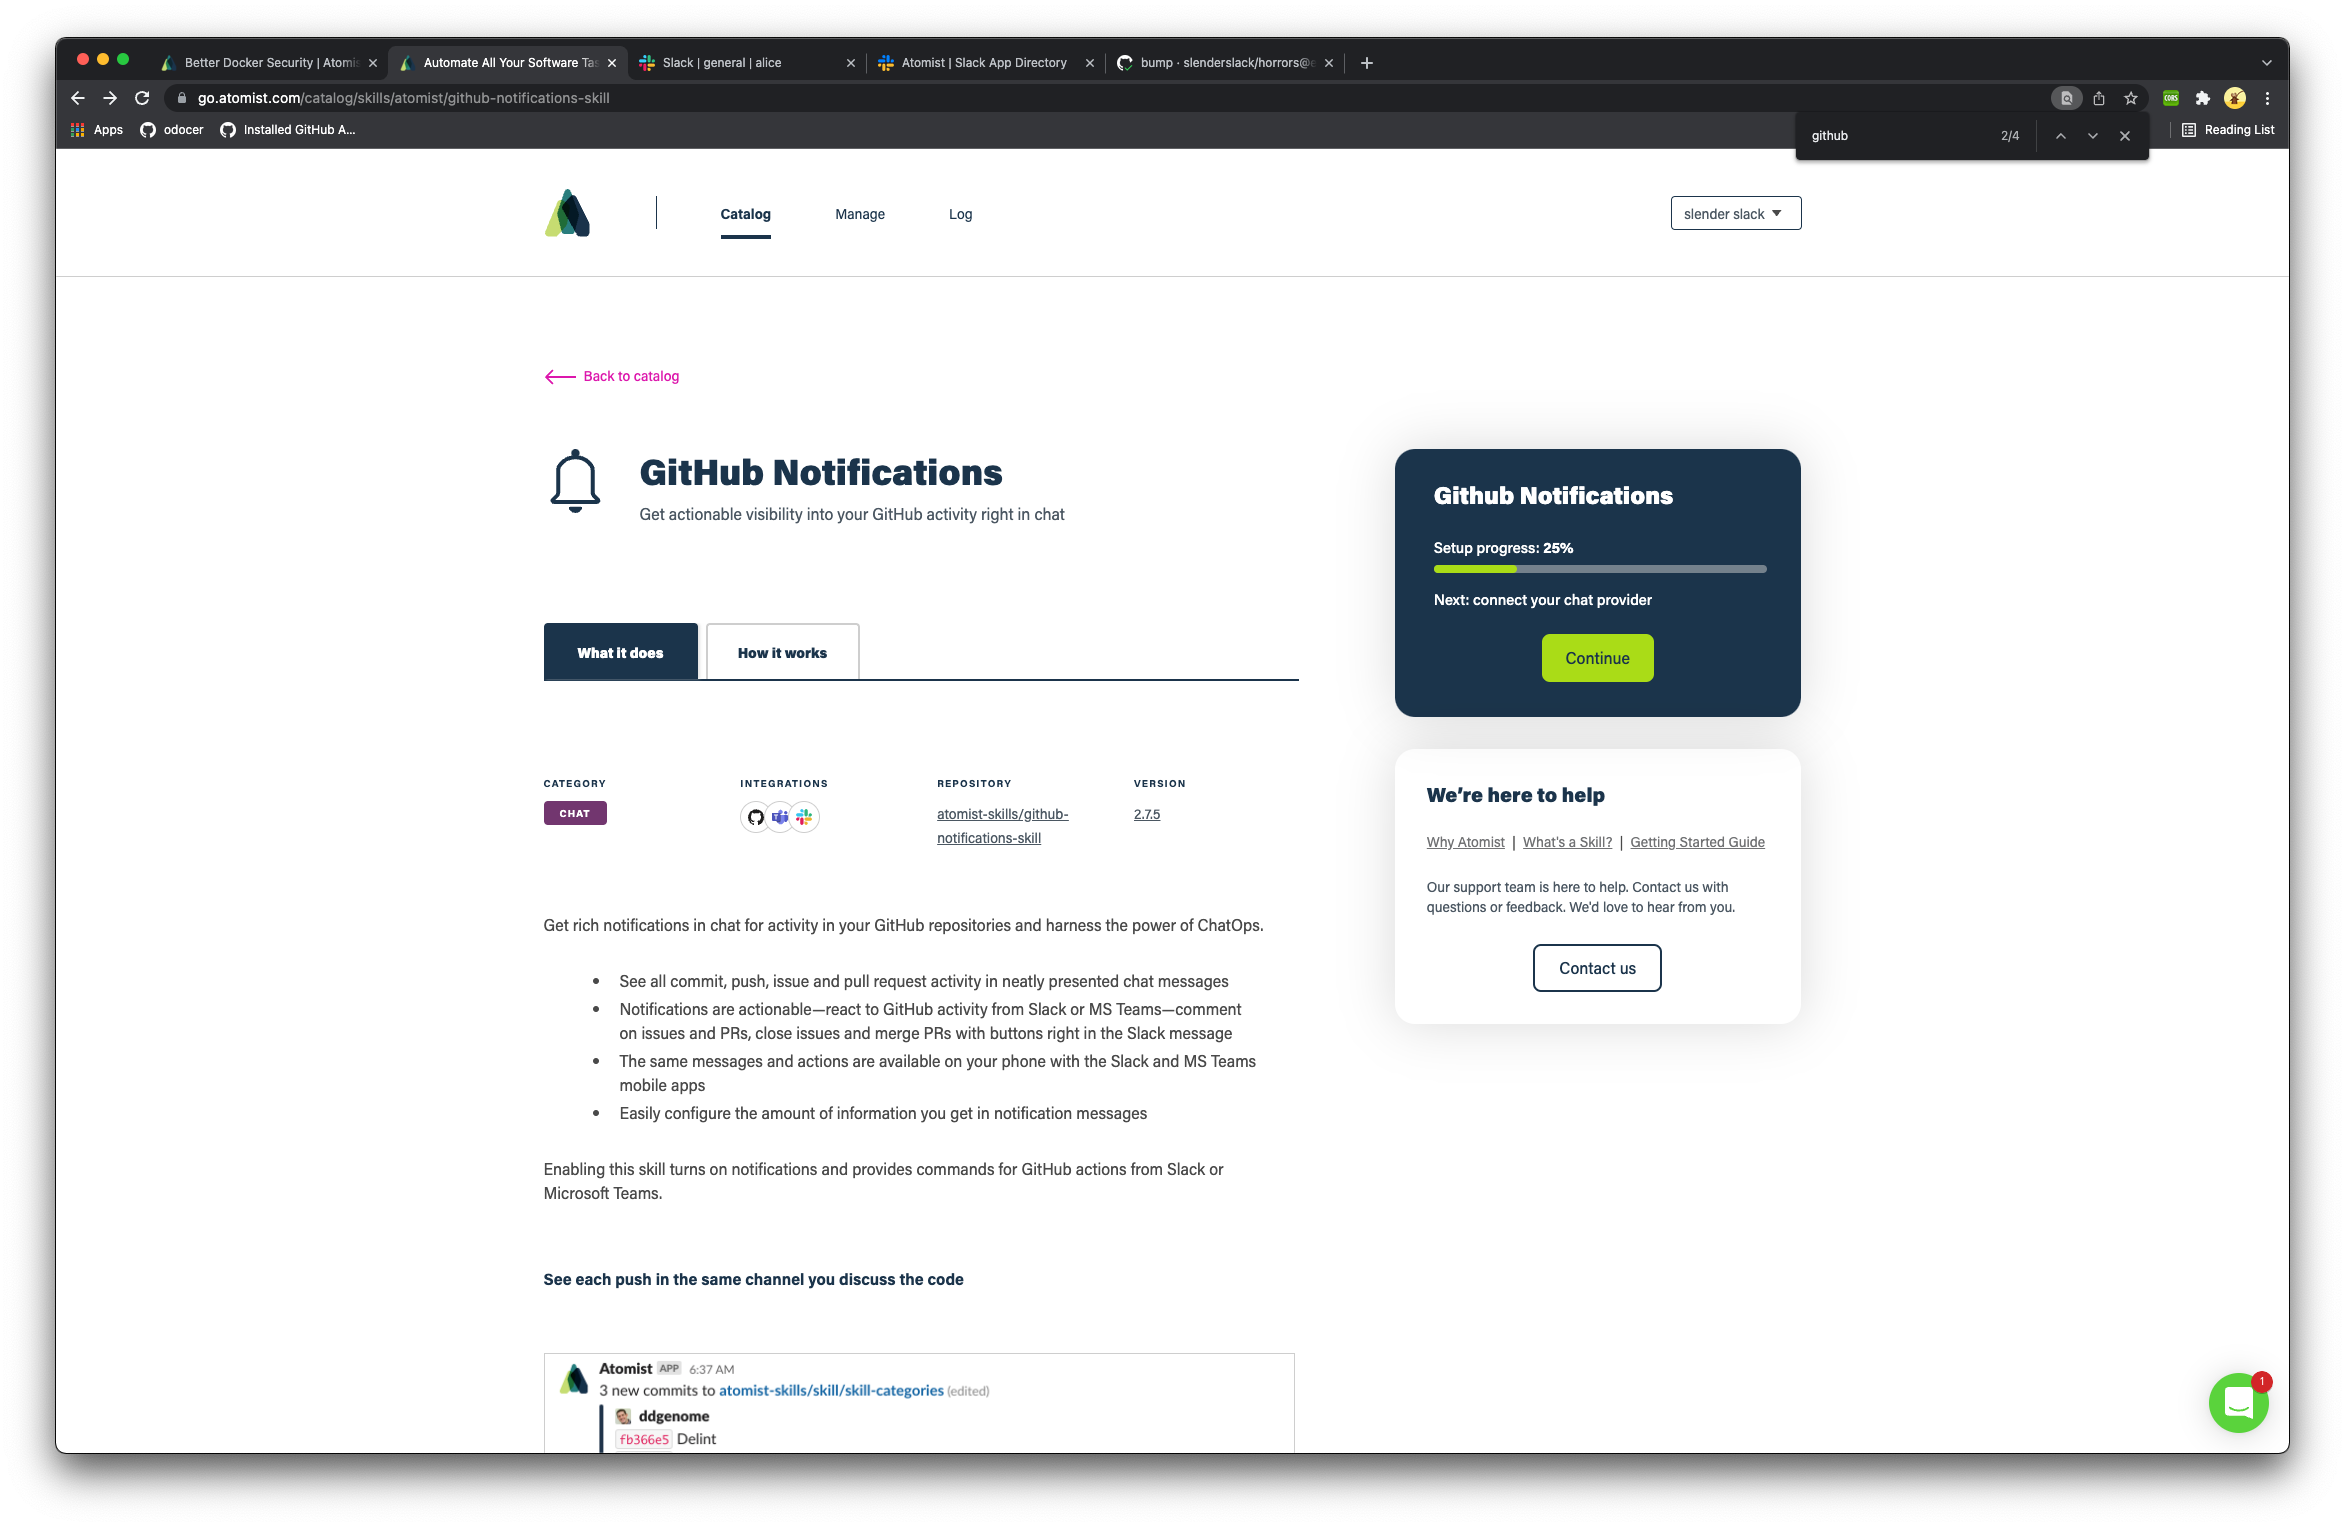 Better Docker Security | Atomis
Automate All Your Software Tas
Slack | general | alice
Atomist | Slack App Directory
bump · slenderslack/horrors@e
go.atomist.com/catalog/skills/atomist/github-notifications-skill
CORS
Apps
odocer
Installed GitHub A...
github
2/4
Reading List
Catalog
Manage
Log
slender slack
Back to catalog
GitHub Notifications
Get actionable visibility into your GitHub activity right in chat
Github Notifications
Setup progress: 25%
Next: connect your chat provider
Continue
What it does
How it works
CATEGORY
CHAT
INTEGRATIONS
REPOSITORY
atomist-skills/github-
notifications-skill
VERSION
2.7.5
We're here to help
Why Atomist | What's a Skill? | Getting Started Guide
Our support team is here to help. Contact us with
questions or feedback. We'd love to hear from you.
Contact us
Get rich notifications in chat for activity in your GitHub repositories and harness the power of ChatOps.
• See all commit, push, issue and pull request activity in neatly presented chat messages
• Notifications are actionable—react to GitHub activity from Slack or MS Teams—comment
on issues and PRs, close issues and merge PRs with buttons right in the Slack message
• The same messages and actions are available on your phone with the Slack and MS Teams
mobile apps
• Easily configure the amount of information you get in notification messages
Enabling this skill turns on notifications and provides commands for GitHub actions from Slack or
Microsoft Teams.
See each push in the same channel you discuss the code
Atomist APP 6:37 AM
3 new commits to atomist-skills/skill/skill-categories (edited)
ddgenome
fb366e5 Delint
1